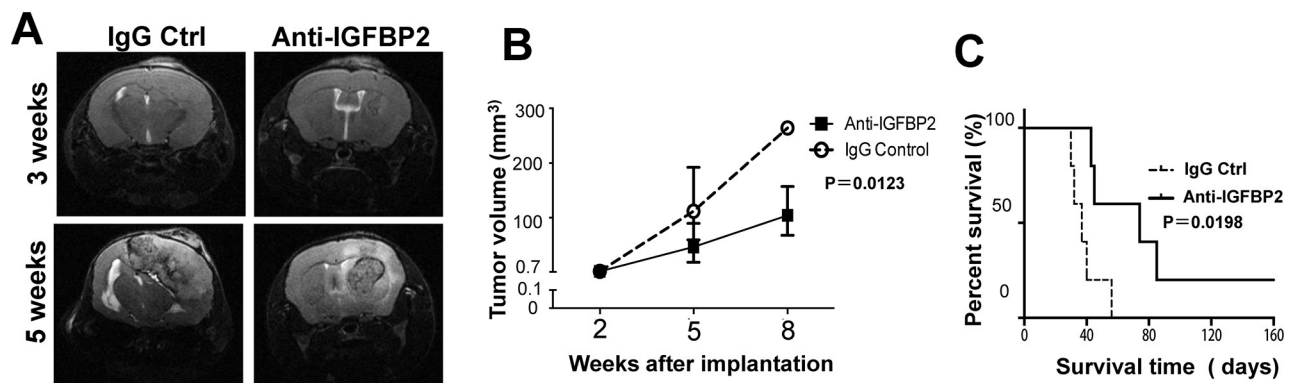 A
IgG Ctrl
Anti-IGFBP2
3 weeks
5 weeks
B
Tumor volume (mm³)
300
200
100
0.7
0.1
0
2
5
8
Weeks after implantation
Anti-IGFBP2
IgG Control
P=0.0123
C
Percent survival (%)
100
50
0
0
40
80
120
160
Survival time ( days)
IgG Ctrl
Anti-IGFBP2
P=0.0198